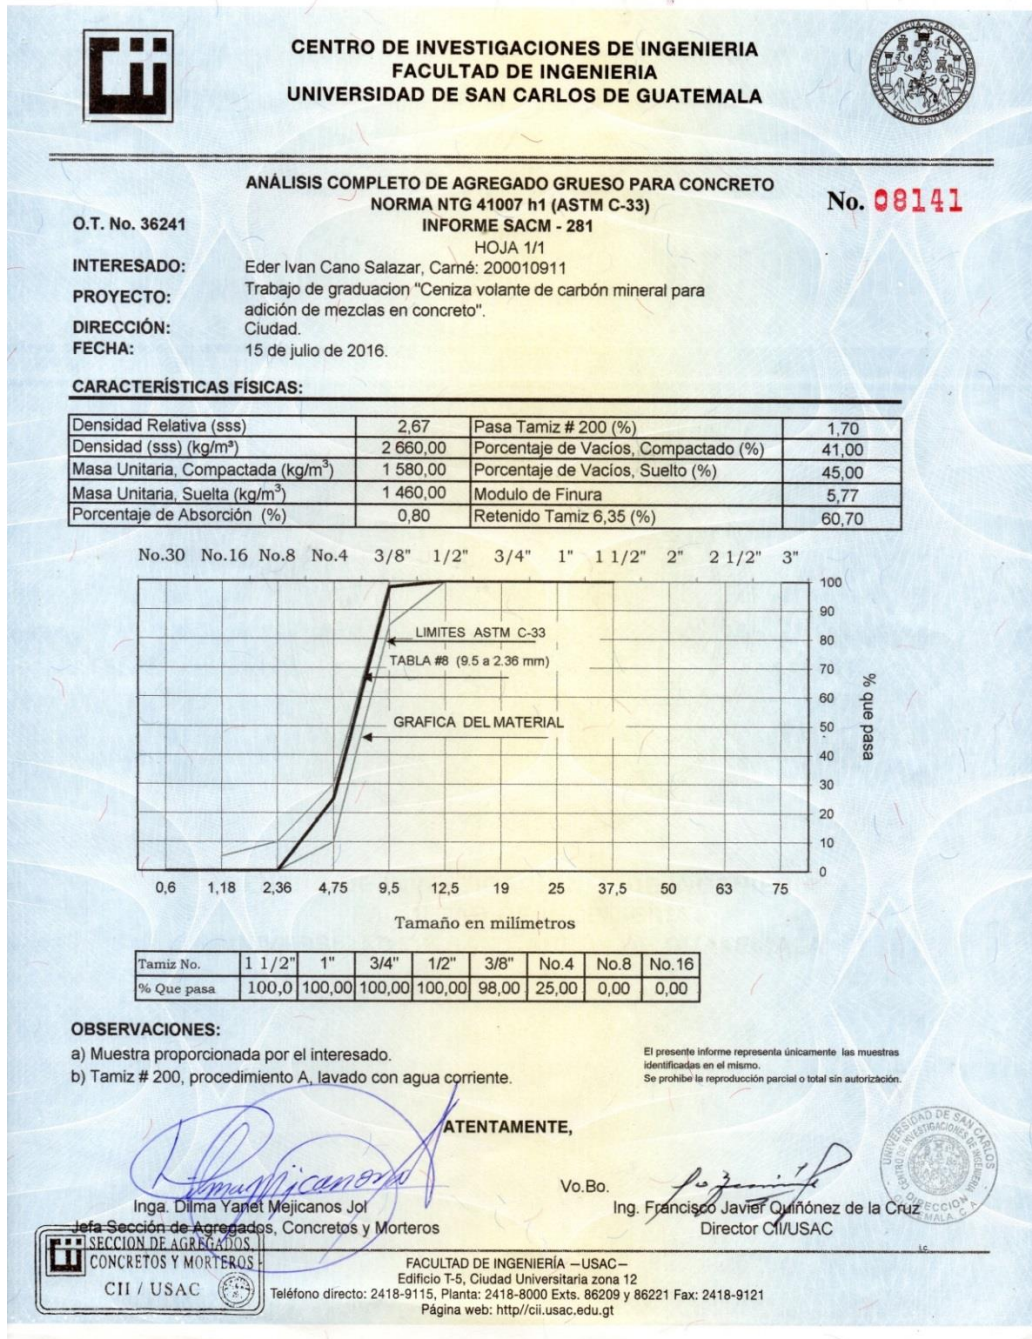 CENTRO DE INVESTIGACIONES DE INGENIERIA
FACULTAD DE INGENIERIA
UNIVERSIDAD DE SAN CARLOS DE GUATEMALA
ANÁLISIS COMPLETO DE AGREGADO GRUESO PARA CONCRETO
NORMA NTG 41007 h1 (ASTM C-33)
No. 08141
O.T. No. 36241
INFORME SACM - 281
HOJA 1/1
INTERESADO: Eder Ivan Cano Salazar, Carné: 200010911
PROYECTO: Trabajo de graduacion "Ceniza volante de carbón mineral para
adición de mezclas en concreto".
DIRECCIÓN: Ciudad.
FECHA: 15 de julio de 2016.
CARACTERÍSTICAS FÍSICAS:
Densidad Relativa (sss) 2,67 Pasa Tamiz # 200 (%) 1,70
Densidad (sss) (kg/m³) 2 660,00 Porcentaje de Vacíos, Compactado (%) 41,00
Masa Unitaria, Compactada (kg/m³) 1 580,00 Porcentaje de Vacíos, Suelto (%) 45,00
Masa Unitaria, Suelta (kg/m³) 1 460,00 Modulo de Finura 5,77
Porcentaje de Absorción (%) 0,80 Retenido Tamiz 6,35 (%) 60,70
No.30 No.16 No.8 No.4 3/8" 1/2" 3/4" 1" 1 1/2" 2" 2 1/2" 3"
100
90
80
70
60
50
40
30
20
10
0
% que pasa
LIMITES ASTM C-33
TABLA #8 (9.5 a 2.36 mm)
GRAFICA DEL MATERIAL
0,6 1,18 2,36 4,75 9,5 12,5 19 25 37,5 50 63 75
Tamaño en milímetros
Tamiz No. 1 1/2" 1" 3/4" 1/2" 3/8" No.4 No.8 No.16
% Que pasa 100,0 100,00 100,00 100,00 98,00 25,00 0,00 0,00
OBSERVACIONES:
a) Muestra proporcionada por el interesado.
b) Tamiz # 200, procedimiento A, lavado con agua corriente.
El presente informe representa únicamente las muestras
identificadas en el mismo.
Se prohibe la reproducción parcial o total sin autorización.
ATENTAMENTE,
Vo.Bo.
Inga. Dilma Yanet Mejicanos Jol
Jefa Sección de Agregados, Concretos y Morteros
Ing. Francisco Javier Quiñónez de la Cruz
Director CII/USAC
SECCION DE AGREGADOS,
CONCRETOS Y MORTEROS
CII / USAC
FACULTAD DE INGENIERÍA —USAC—
Edificio T-5, Ciudad Universitaria zona 12
Teléfono directo: 2418-9115, Planta: 2418-8000 Exts. 86209 y 86221 Fax: 2418-9121
Página web: http//cii.usac.edu.gt